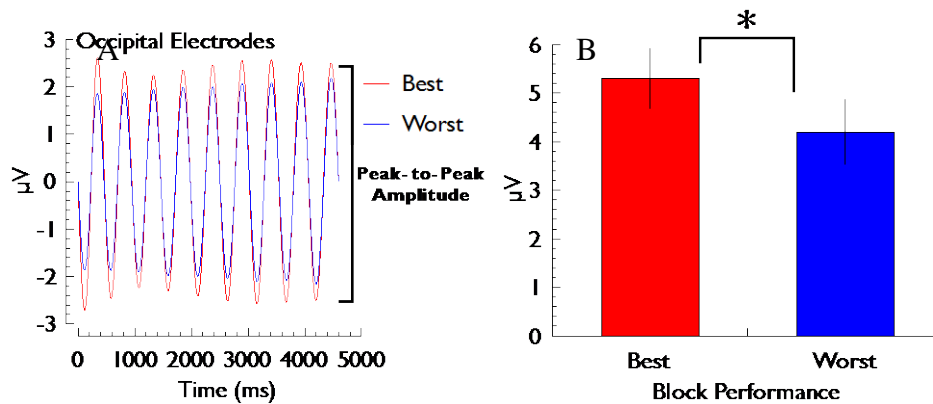 Occipital Electrodes
A
3
2
1
0
-1
-2
-3
μV
0 1000 2000 3000 4000 5000
Time (ms)
Best
Worst
Peak-to-Peak
Amplitude
B
*
6
5
4
3
2
1
0
μV
Best Worst
Block Performance